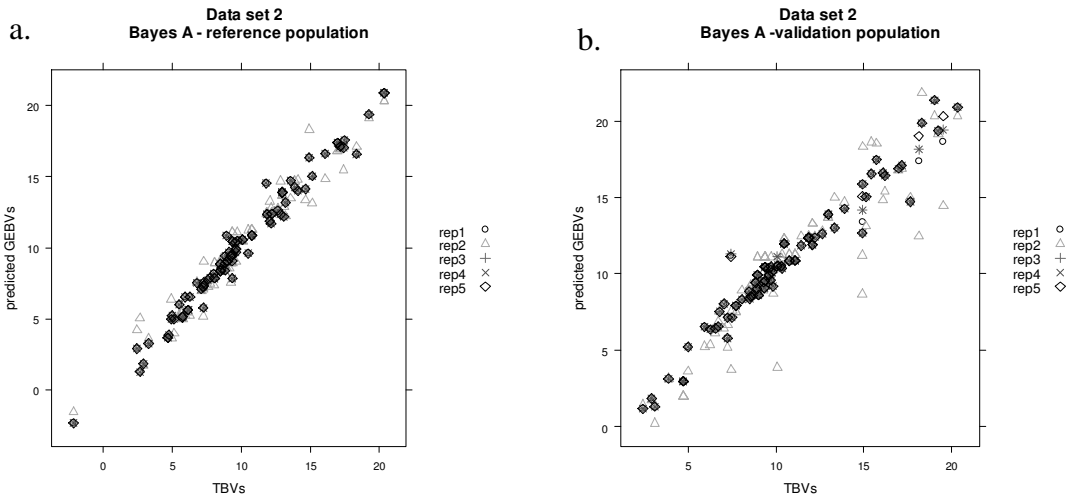 a.
Data set 2
Bayes A - reference population
predicted GEBVs
20
15
10
5
0
0 5 10 15 20
TBVs
rep1
rep2
rep3
rep4
rep5
b.
Data set 2
Bayes A -validation population
predicted GEBVs
20
15
10
5
0
5 10 15 20
TBVs
rep1
rep2
rep3
rep4
rep5